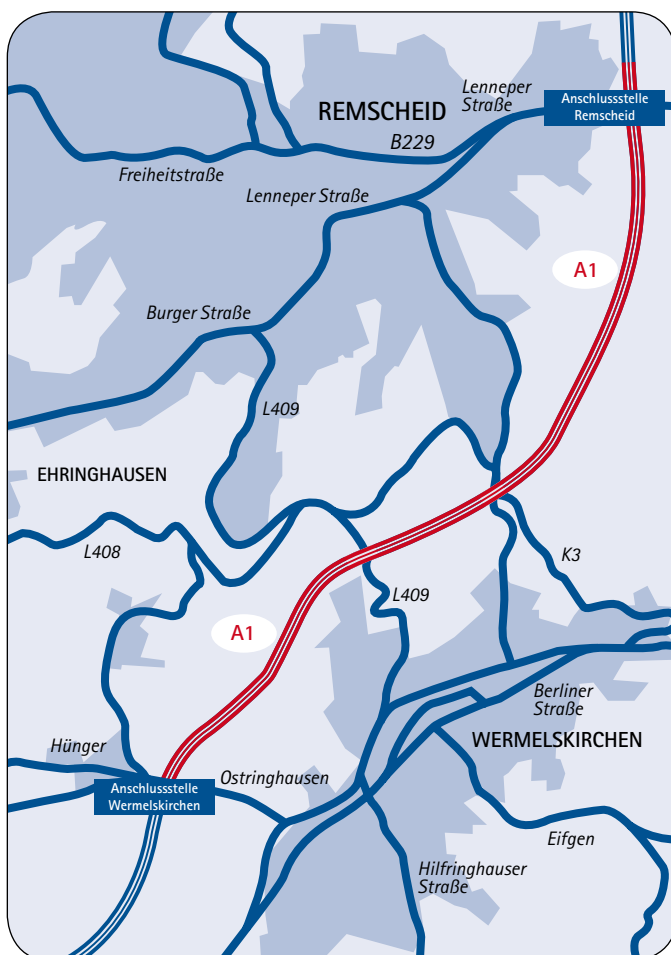 Lenneper
Straße
REMSCHEID
Anschlussstelle
Remscheid
B229
Freiheitstraße
Lenneper Straße
A1
Burger Straße
L409
EHRINGHAUSEN
L408
K3
L409
A1
Berliner
Straße
Hünger
WERMELSKIRCHEN
Ostringhausen
Anschlussstelle
Wermelskirchen
Eifgen
Hilfringhauser
Straße